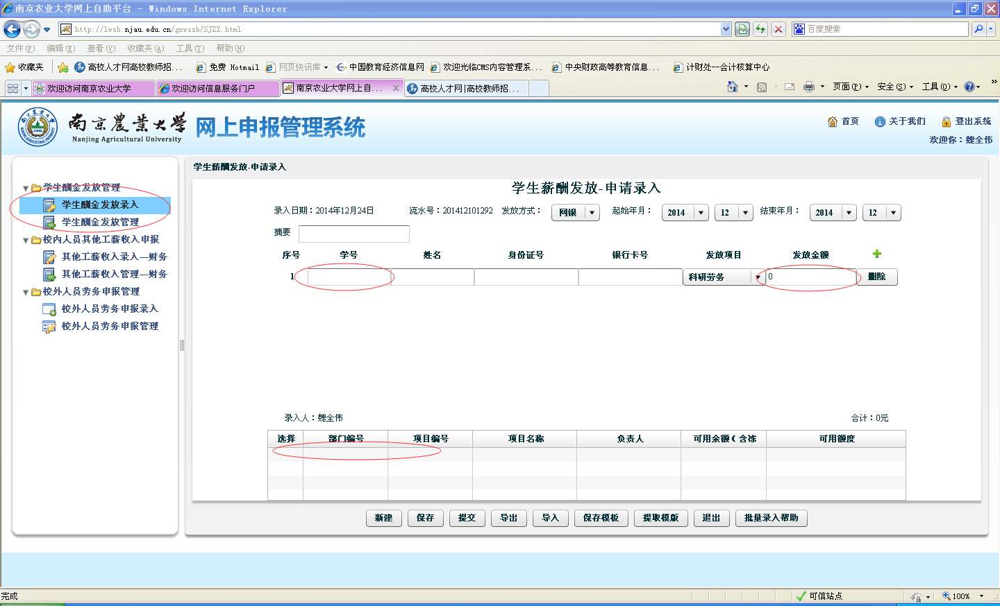 南京农业大学网上自助平台 - Windows Internet Explorer
http://lwsb.njau.edu.cn/gxwssb/SJZX.html
百度搜索
文件(F) 编辑(E) 查看(V) 收藏夹(A) 工具(T) 帮助(H)
收藏夹 高校人才网高校教师招... 免费 Hotmail 网页快讯库 中国教育经济信息网 欢迎光临CMS内容管理系... 中央财政高等教育信息... 计财处--会计核算中心
欢迎访问南京农业大学 欢迎访问信息服务门户 南京农业大学网上自... 高校人才网|高校教师招... 页面(P) 安全(S) 工具(O) »
南京農業大学 网上申报管理系统
Nanjing Agricultural University
首页 关于我们 登出系统
欢迎你：魏全伟
学生酬金发放管理
学生酬金发放录入
学生酬金发放管理
校内人员其他工薪收入申报
其他工薪收入录入—财务
其他工薪收入管理—财务
校外人员劳务申报管理
校外人员劳务申报录入
校外人员劳务申报管理
学生薪酬发放-申请录入
学生薪酬发放-申请录入
录入日期：2014年12月24日 流水号：201412101292 发放方式： 网银 起始年月： 2014 12 结束年月： 2014 12
摘要
序号 学号 姓名 身份证号 银行卡号 发放项目 发放金额
1 科研劳务 0 删除
录入人：魏全伟 合计：0元
选择 部门编号 项目编号 项目名称 负责人 可用余额（含冻 可用额度
新建 保存 提交 导出 导入 保存模板 提取模版 退出 批量录入帮助
完成 可信站点 100%